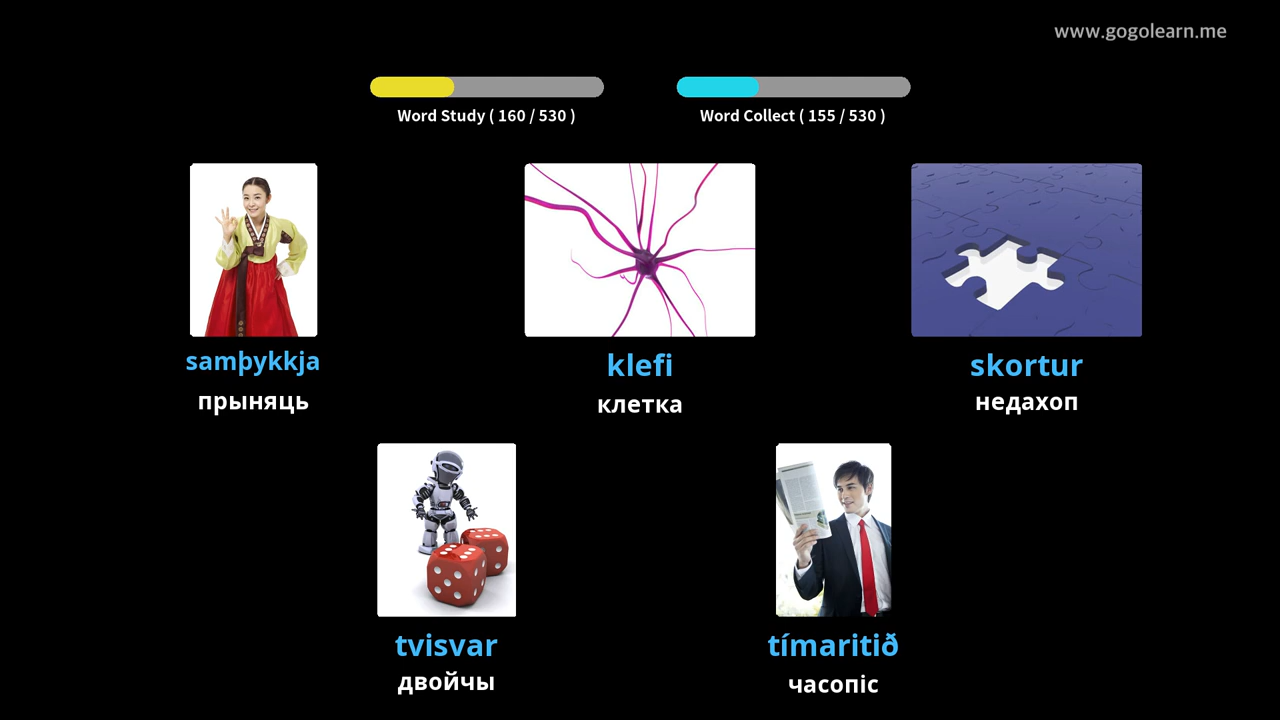 www.gogolearn.me
Word Study ( 160 / 530 )
Word Collect ( 155 / 530 )
samþykkja
прыняць
klefi
клетка
skortur
недахоп
tvisvar
двойчы
tímaritið
часопіс